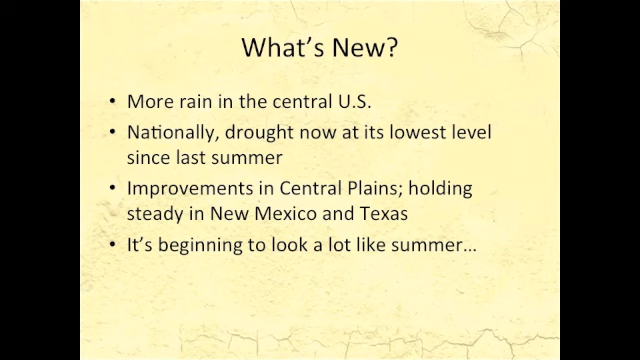 What's New?
• More rain in the central U.S.
• Nationally, drought now at its lowest level
since last summer
• Improvements in Central Plains; holding
steady in New Mexico and Texas
• It's beginning to look a lot like summer…